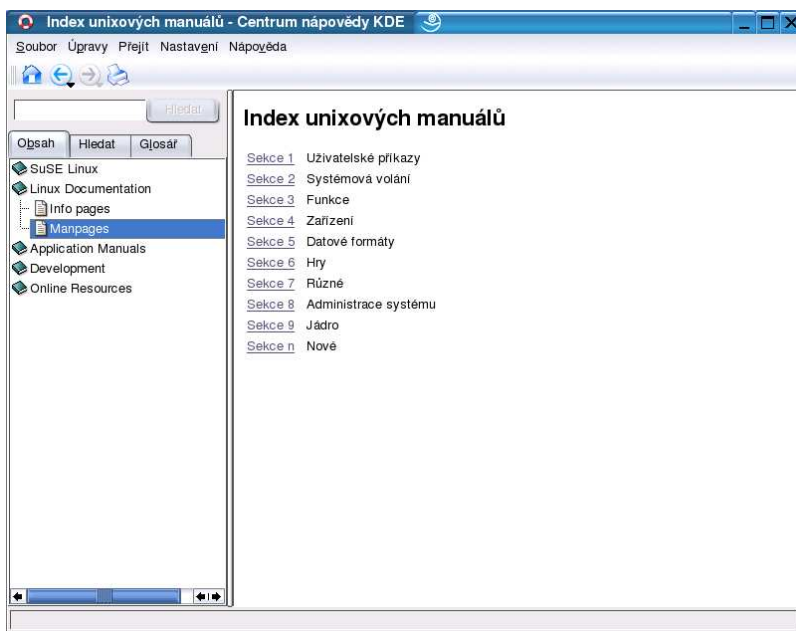 Index unixových manuálů - Centrum nápovědy KDE
Soubor Úpravy Přejít Nastavení Nápověda
Hledat
Obsah Hledat Glosář
SuSE Linux
Linux Documentation
Info pages
Manpages
Application Manuals
Development
Online Resources
Index unixových manuálů
Sekce 1 Uživatelské příkazy
Sekce 2 Systémová volání
Sekce 3 Funkce
Sekce 4 Zařízení
Sekce 5 Datové formáty
Sekce 6 Hry
Sekce 7 Různé
Sekce 8 Administrace systému
Sekce 9 Jádro
Sekce n Nové